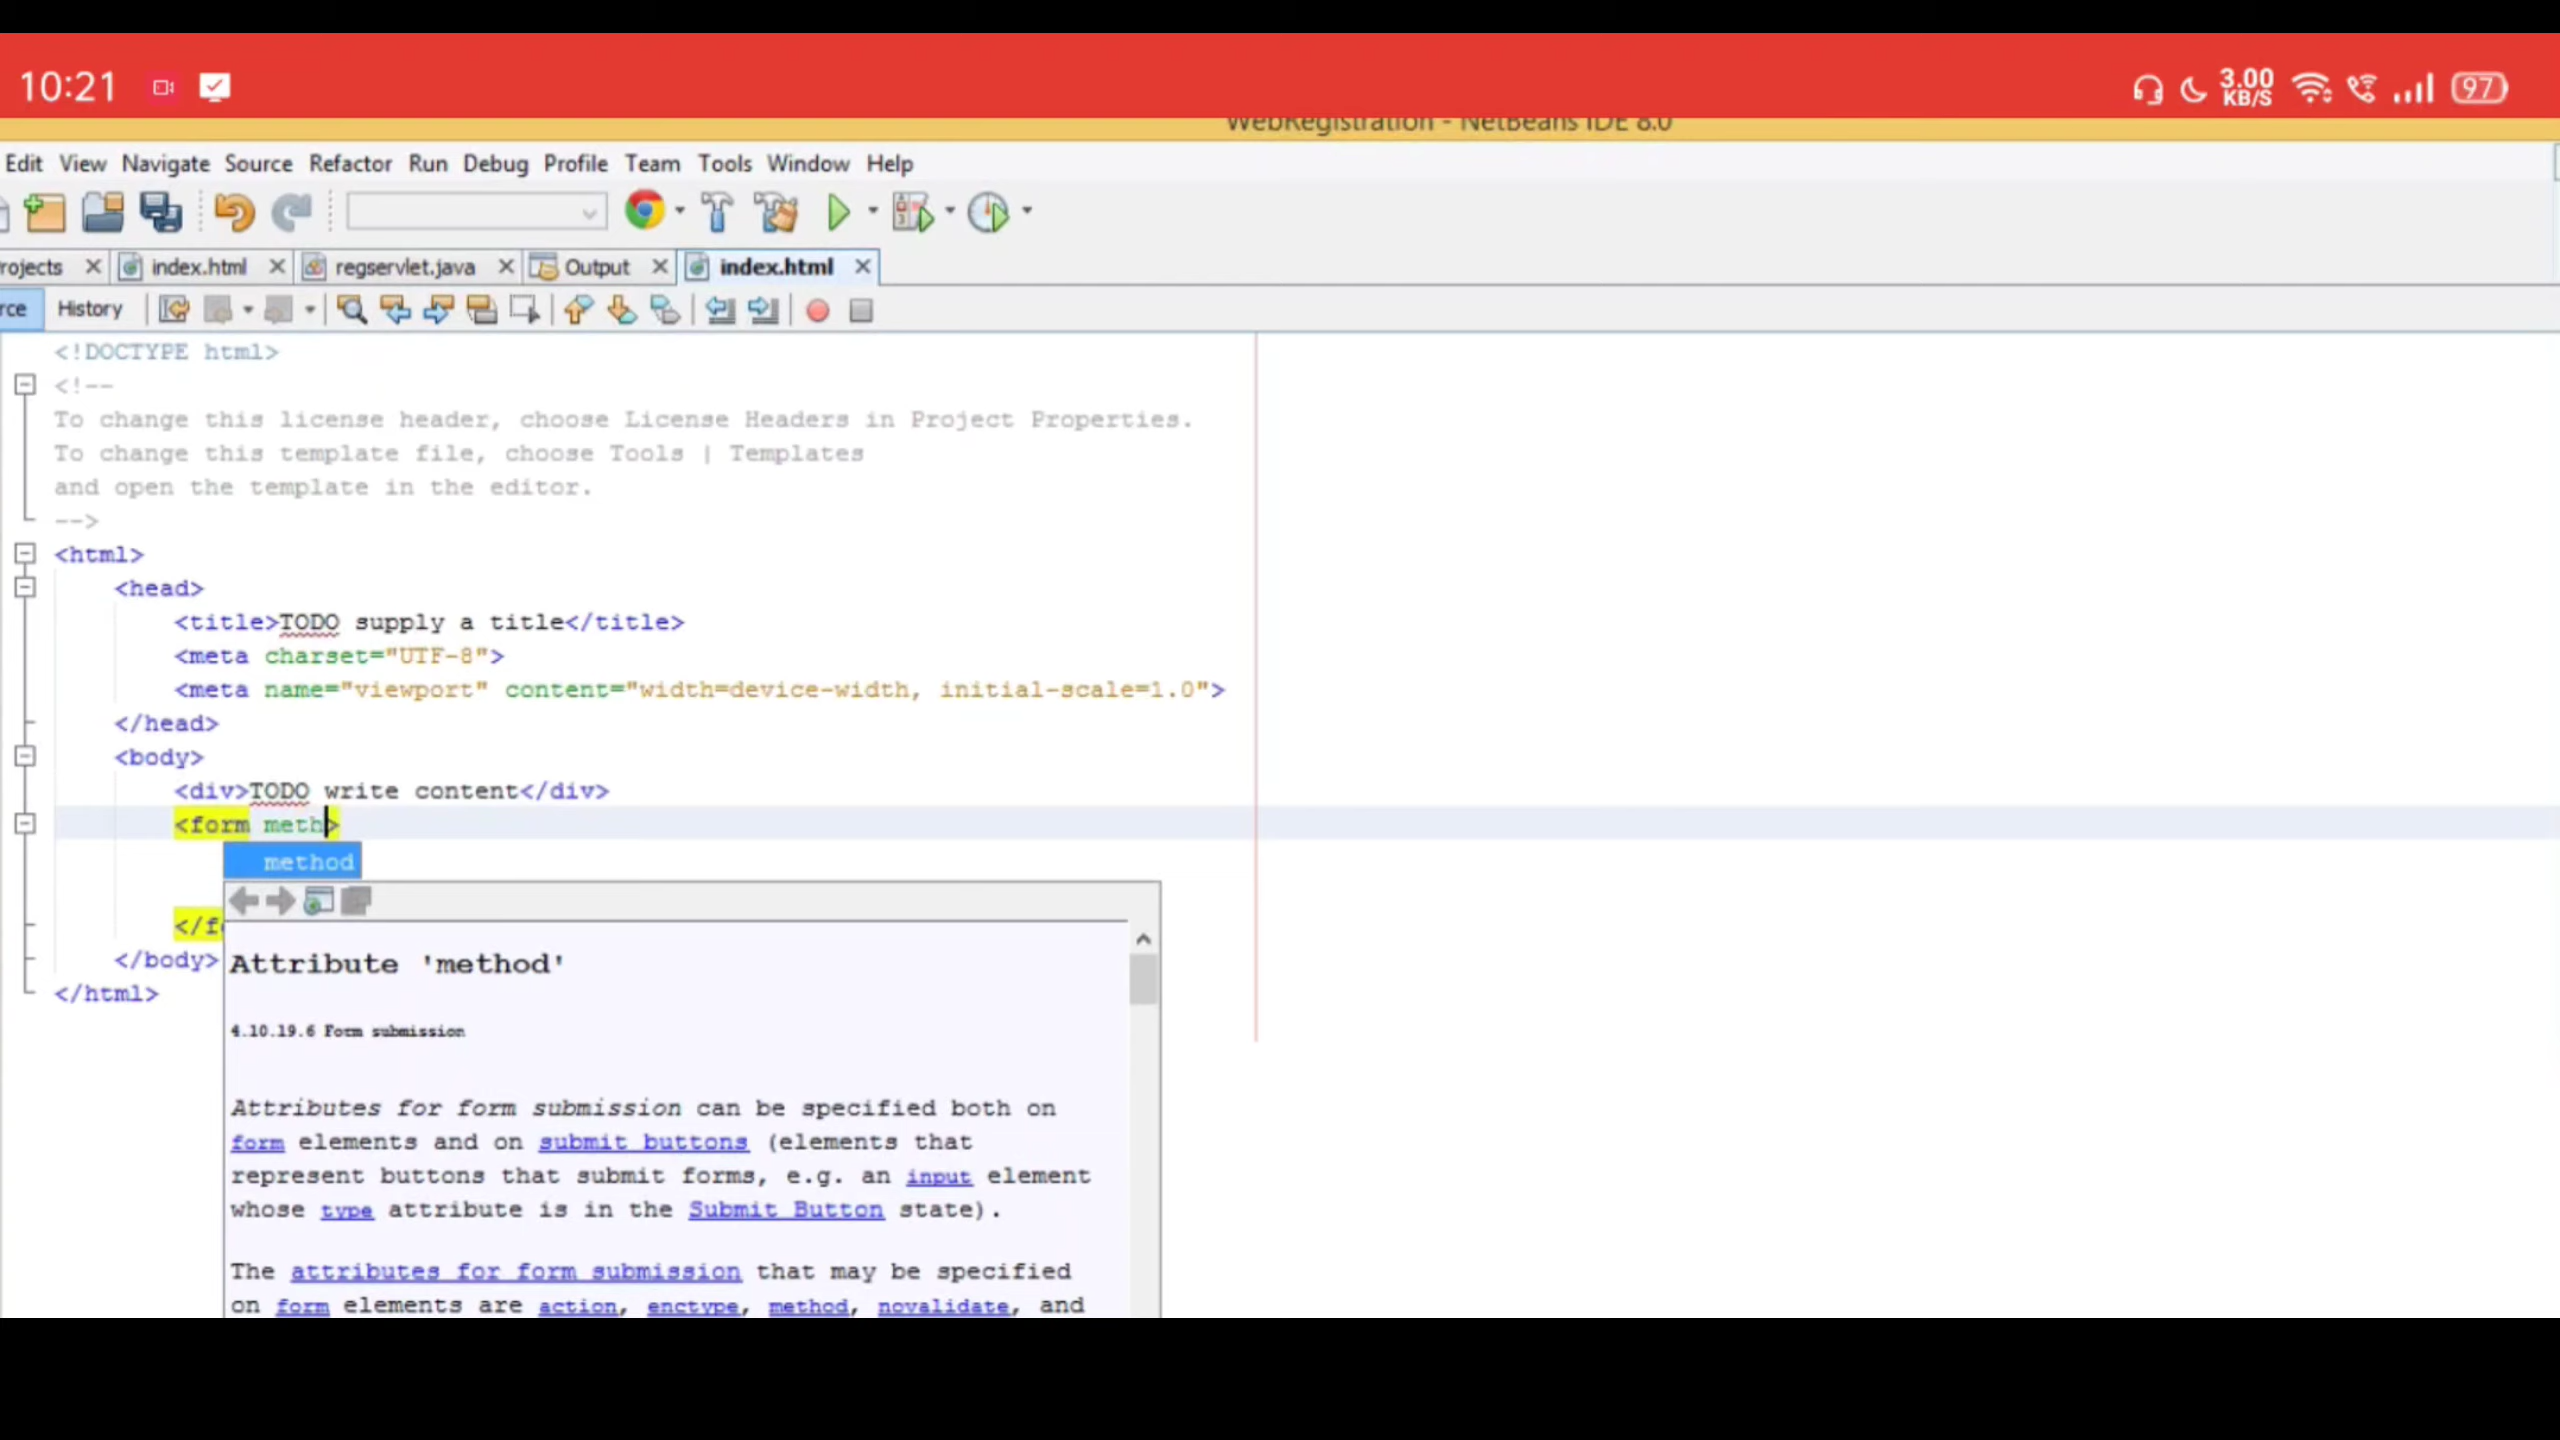 10:21 3.00 KB/S 97
WebRegistration - NetBeans IDE 8.0
Edit View Navigate Source Refactor Run Debug Profile Team Tools Window Help
rojects index.html regservlet.java Output index.html
rce History
<!DOCTYPE html>
<!--
To change this license header, choose License Headers in Project Properties.
To change this template file, choose Tools | Templates
and open the template in the editor.
-->
<html>
<head>
<title>TODO supply a title</title>
<meta charset="UTF-8">
<meta name="viewport" content="width=device-width, initial-scale=1.0">
</head>
<body>
<div>TODO write content</div>
<form meth>
method
</fo
</body>
</html>
Attribute 'method'
4.10.19.6 Form submission
Attributes for form submission can be specified both on
form elements and on submit buttons (elements that
represent buttons that submit forms, e.g. an input element
whose type attribute is in the Submit Button state).
The attributes for form submission that may be specified
on form elements are action, enctype, method, novalidate, and